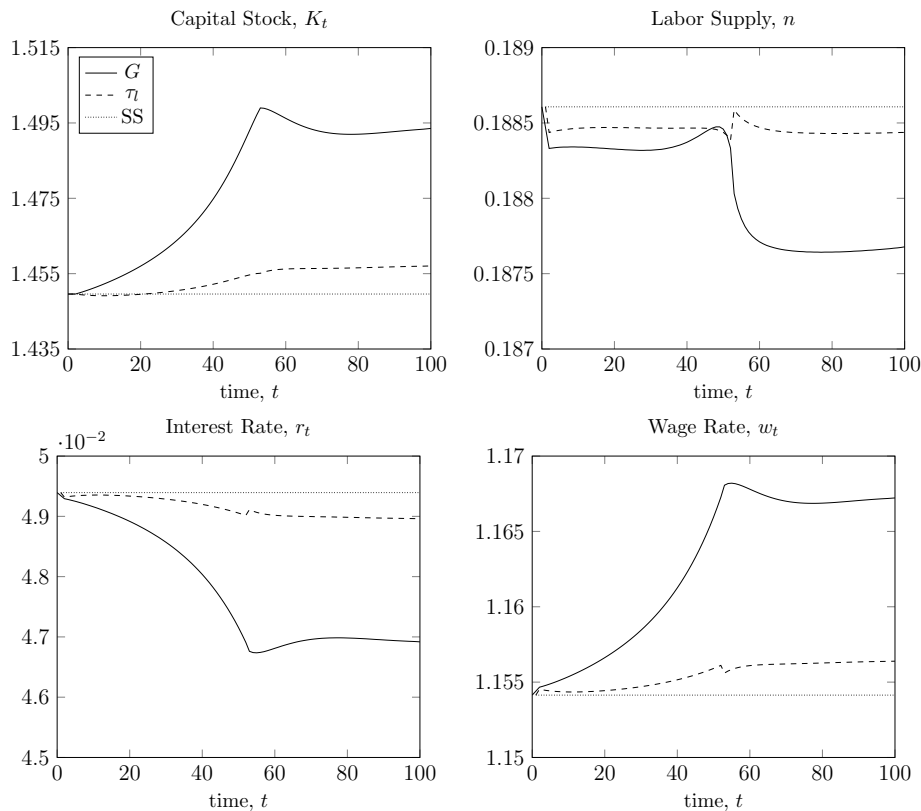 Capital Stock, K_t
1.515
1.495
1.475
1.455
1.435
G
τ_l
SS
0 20 40 60 80 100
time, t
Labor Supply, n
0.189
0.1885
0.188
0.1875
0.187
0 20 40 60 80 100
time, t
Interest Rate, r_t
·10⁻²
5
4.9
4.8
4.7
4.6
4.5
0 20 40 60 80 100
time, t
Wage Rate, w_t
1.17
1.165
1.16
1.155
1.15
0 20 40 60 80 100
time, t